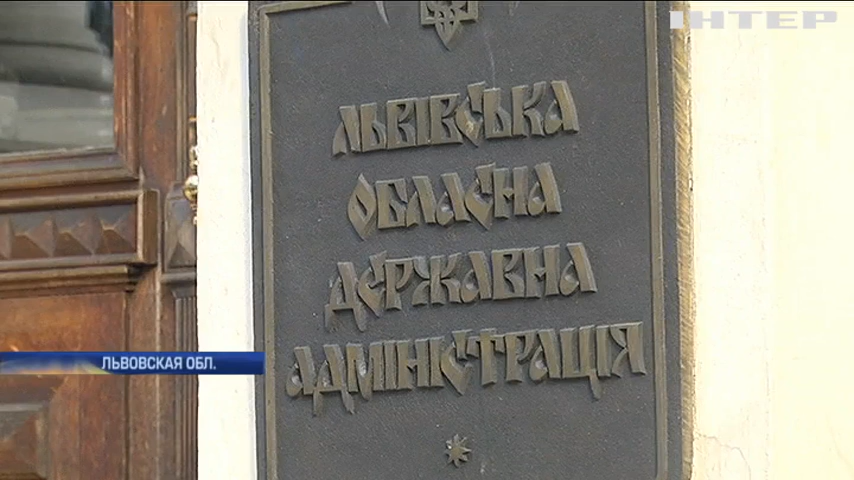 ІНТЕР
ЛЬВІВСЬКА
ОБЛАСНА
ДЕРЖАВНА
АДМІНІСТРАЦІЯ
ЛЬВОВСКАЯ ОБЛ.